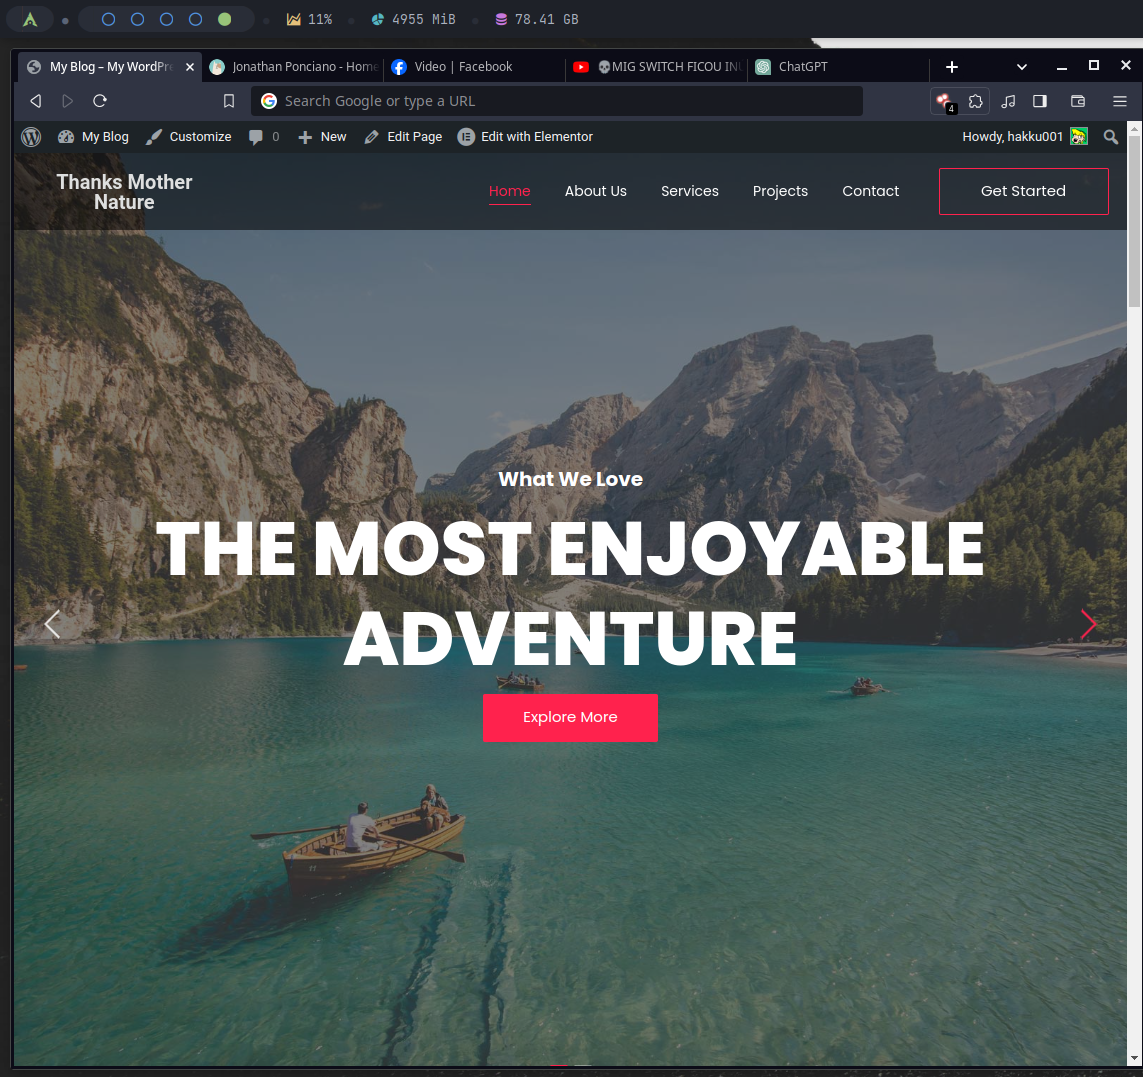 11% 4955 MiB 78.41 GB
My Blog – My WordPre Jonathan Ponciano - Home Video | Facebook 💀MIG SWITCH FICOU IN ChatGPT
Search Google or type a URL 4
My Blog Customize 0 New Edit Page Edit with Elementor Howdy, hakku001
Thanks Mother
Nature
Home About Us Services Projects Contact Get Started
What We Love
THE MOST ENJOYABLE
ADVENTURE
Explore More